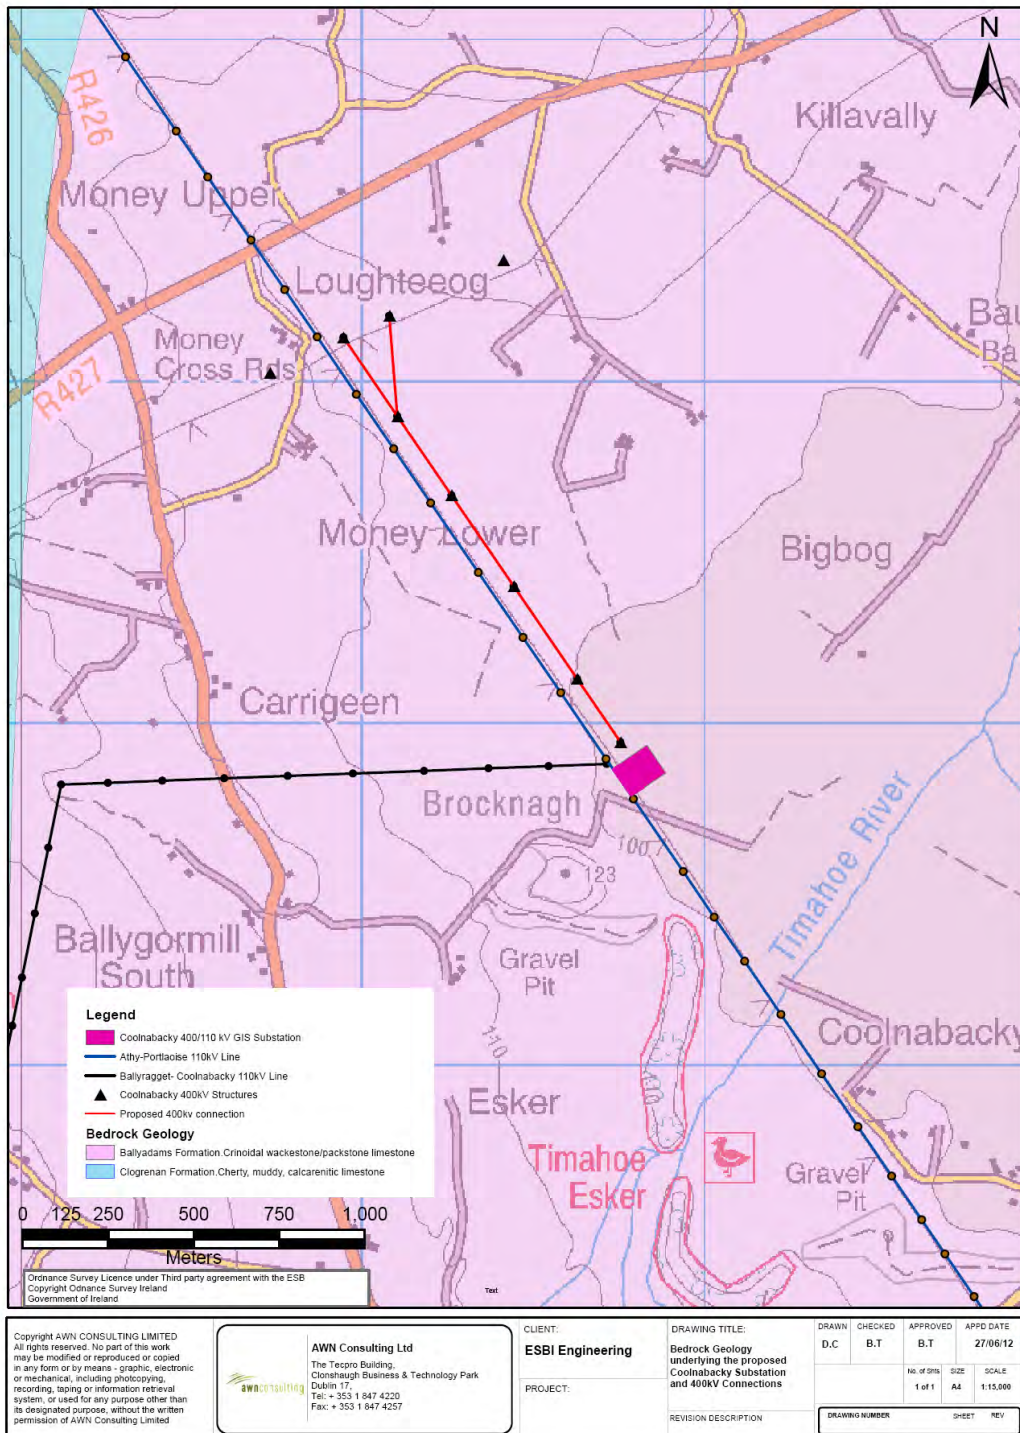 N
R426
Killavally
Money Upper
Loughteeog
Bau
Ba
Money
Cross Rds
R427
Money Lower
Bigbog
Carrigeen
Brocknagh
100
123
Timahoe River
Ballygormill
South
Gravel
Pit
110
Coolnabacky
Esker
Timahoe
Esker
Gravel
Pit
Legend
Coolnabacky 400/110 kV GIS Substation
Athy-Portlaoise 110kV Line
Ballyragget- Coolnabacky 110kV Line
Coolnabacky 400kV Structures
Proposed 400kv connection
Bedrock Geology
Ballyadams Formation.Crinoidal wackestone/packstone limestone
Clogrenan Formation.Cherty, muddy, calcarenitic limestone
0 125 250 500 750 1,000
Meters
Ordnance Survey Licence under Third party agreement with the ESB
Copyright Odnance Survey Ireland
Government of Ireland
Text
Copyright AWN CONSULTING LIMITED
All rights reserved. No part of this work
may be modified or reproduced or copied
in any form or by means - graphic, electronic
or mechanical, including photcopying,
recording, taping or information retrieval
system, or used for any purpose other than
its designated purpose, without the written
permission of AWN Consulting Limited
awnconsulting
AWN Consulting Ltd
The Tecpro Building,
Clonshaugh Business & Technology Park
Dublin 17,
Tel: + 353 1 847 4220
Fax: + 353 1 847 4257
CLIENT:
ESBI Engineering
PROJECT:
DRAWING TITLE:
Bedrock Geology
underlying the proposed
Coolnabacky Substation
and 400kV Connections
REVISION DESCRIPTION
DRAWN CHECKED APPROVED APPD DATE
D.C B.T B.T 27/06/12
No. of Shts SIZE SCALE
1 of 1 A4 1:15,000
DRAWING NUMBER SHEET REV